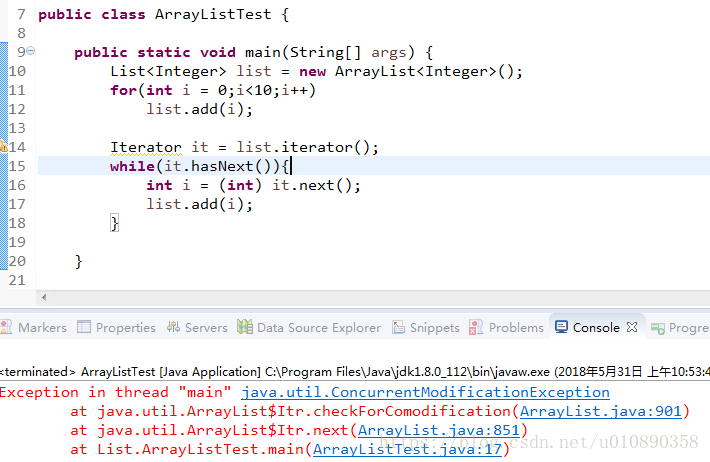 7 public class ArrayListTest {
8
9 public static void main(String[] args) {
10 List<Integer> list = new ArrayList<Integer>();
11 for(int i = 0;i<10;i++)
12 list.add(i);
13
14 Iterator it = list.iterator();
15 while(it.hasNext()){
16 int i = (int) it.next();
17 list.add(i);
18 }
19
20 }
21
Markers Properties Servers Data Source Explorer Snippets Problems Console Progre
<terminated> ArrayListTest [Java Application] C:\Program Files\Java\jdk1.8.0_112\bin\javaw.exe (2018年5月31日 上午10:53:4
Exception in thread "main" java.util.ConcurrentModificationException
at java.util.ArrayList$Itr.checkForComodification(ArrayList.java:901)
at java.util.ArrayList$Itr.next(ArrayList.java:851)
at List.ArrayListTest.main(ArrayListTest.java:17)
https://blog.csdn.net/u010890358